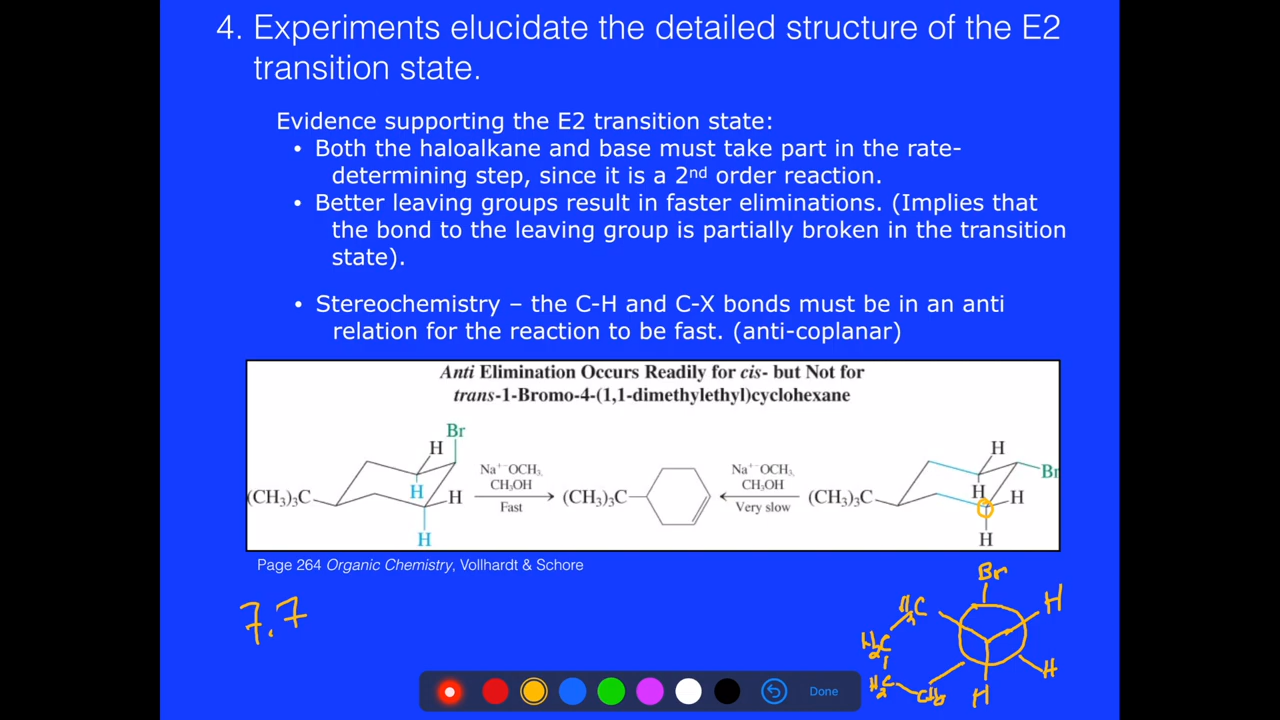 4. Experiments elucidate the detailed structure of the E2
transition state.
Evidence supporting the E2 transition state:
• Both the haloalkane and base must take part in the rate-
determining step, since it is a 2nd order reaction.
• Better leaving groups result in faster eliminations. (Implies that
the bond to the leaving group is partially broken in the transition
state).
• Stereochemistry – the C-H and C-X bonds must be in an anti
relation for the reaction to be fast. (anti-coplanar)
Anti Elimination Occurs Readily for cis- but Not for
trans-1-Bromo-4-(1,1-dimethylethyl)cyclohexane
Br
H
H
H
H
(CH₃)₃C
Na⁺ ⁻OCH₃,
CH₃OH
Fast
(CH₃)₃C
Na⁺ ⁻OCH₃,
CH₃OH
Very slow
(CH₃)₃C
H
Br
H
H
H
Page 264 Organic Chemistry, Vollhardt & Schore
7.7
Br
H₂C
H
H₂C
H
H₂C
H
Done